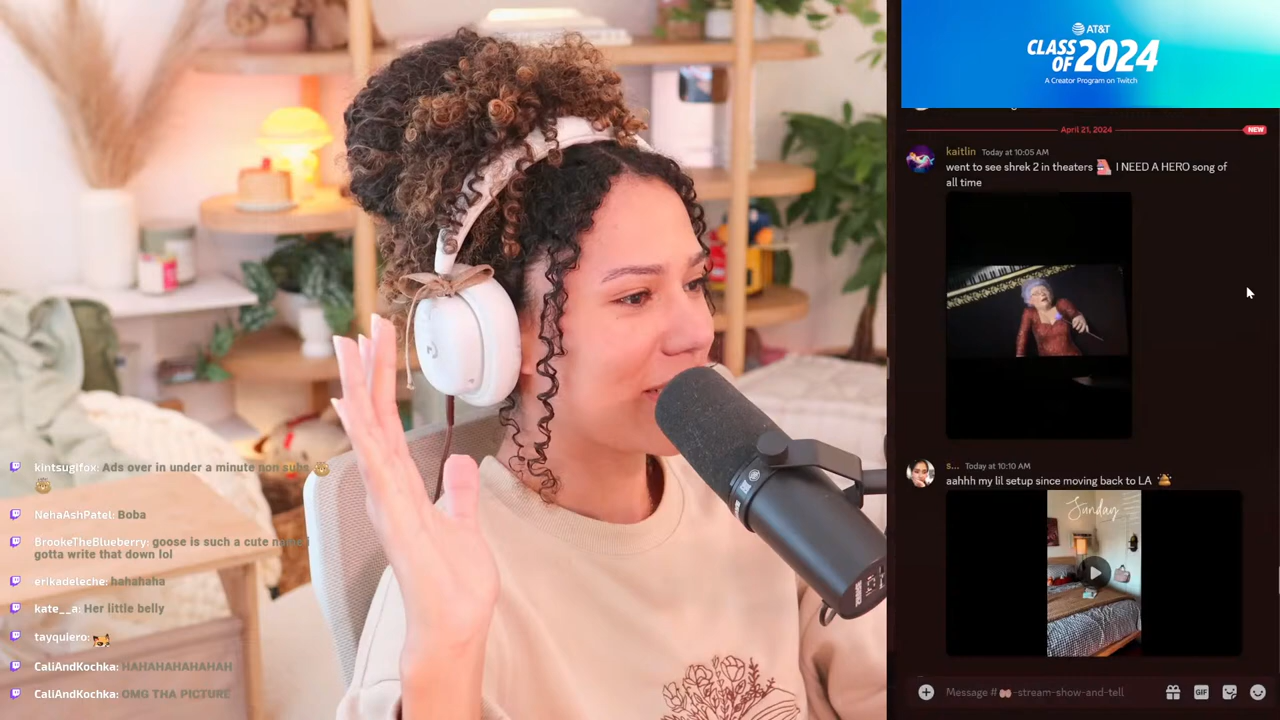 AT&T
CLASS
OF 2024
A Creator Program on Twitch
April 21, 2024
NEW
kaitlin Today at 10:05 AM
went to see shrek 2 in theaters I NEED A HERO song of
all time
s... Today at 10:10 AM
aahhh my lil setup since moving back to LA
Sunday
Message # -stream-show-and-tell
GIF
kintsugifox: Ads over in under a minute non subs
NehaAshPatel: Boba
BrookeTheBlueberry: goose is such a cute name i
gotta write that down lol
erikadeleche: hahahaha
kate__a: Her little belly
tayquiero:
CaliAndKochka: HAHAHAHAHAHAH
CaliAndKochka: OMG THA PICTURE